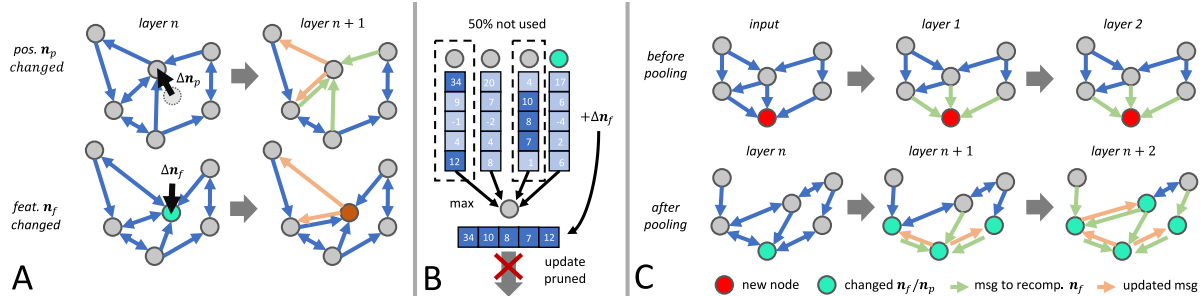 layer n
layer n + 1
pos. n_p
changed
Δn_p
feat. n_f
changed
Δn_f
A
50% not used
34
20
4
17
9
7
10
6
-1
-2
8
-4
4
4
7
2
12
8
1
6
+Δn_f
max
34 10 8 7 12
update
pruned
B
input
layer 1
layer 2
before
pooling
layer n
layer n + 1
layer n + 2
after
pooling
C
new node
changed n_f/n_p
msg to recomp. n_f
updated msg